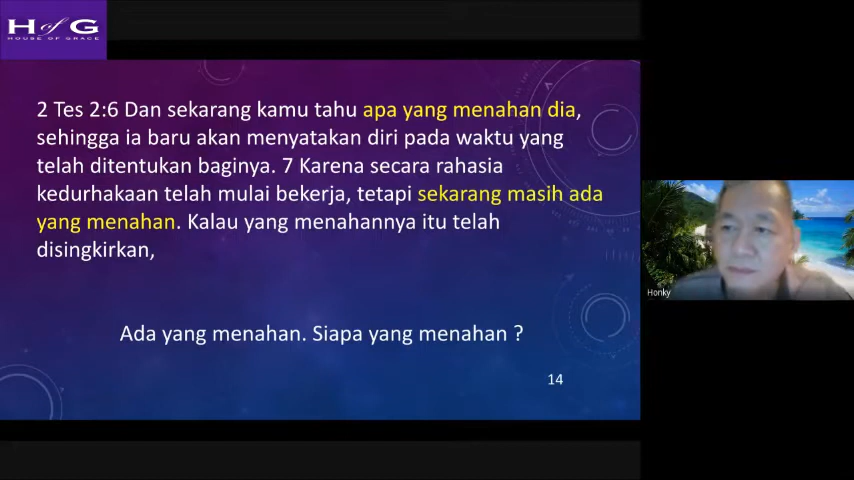 H of G
HOUSE OF GRACE
2 Tes 2:6 Dan sekarang kamu tahu apa yang menahan dia,
sehingga ia baru akan menyatakan diri pada waktu yang
telah ditentukan baginya. 7 Karena secara rahasia
kedurhakaan telah mulai bekerja, tetapi sekarang masih ada
yang menahan. Kalau yang menahannya itu telah
disingkirkan,
Ada yang menahan. Siapa yang menahan ?
14
Honky